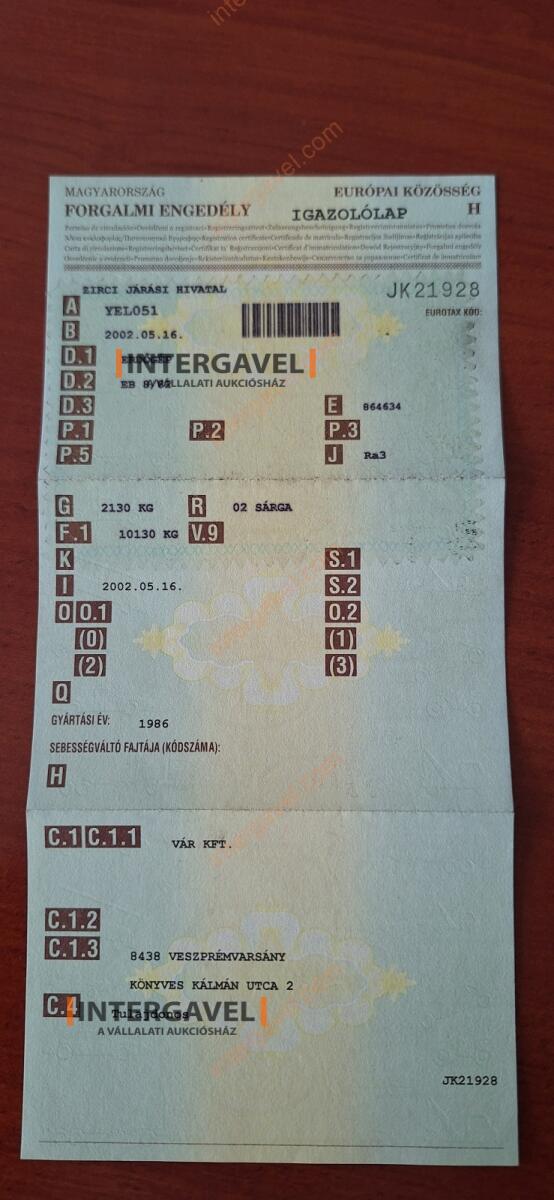 MAGYARORSZÁG EURÓPAI KÖZÖSSÉG
FORGALMI ENGEDÉLY IGAZOLÓLAP H
ZIRCI JÁRÁSI HIVATAL JK21928
A YEL051 EUROTAX KÓD:
B 2002.05.16.
D.1
INTERGAVEL
A VÁLLALATI AUKCIÓSHÁZ
D.2 EB
D.3 E 864634
P.1 P.2 P.3
P.5 J Ra3
G 2130 KG R 02 SÁRGA
F.1 10130 KG V.9
K S.1
I 2002.05.16. S.2
O O.1 O.2
(0) (1)
(2) (3)
Q
GYÁRTÁSI ÉV: 1986
SEBESSÉGVÁLTÓ FAJTÁJA (KÓDSZÁMA):
H
C.1 C.1.1 VÁR KFT.
C.1.2
C.1.3 8438 VESZPRÉMVARSÁNY
KÖNYVES KÁLMÁN UTCA 2
C.4 Tulajdonos
INTERGAVEL
A VÁLLALATI AUKCIÓSHÁZ
JK21928